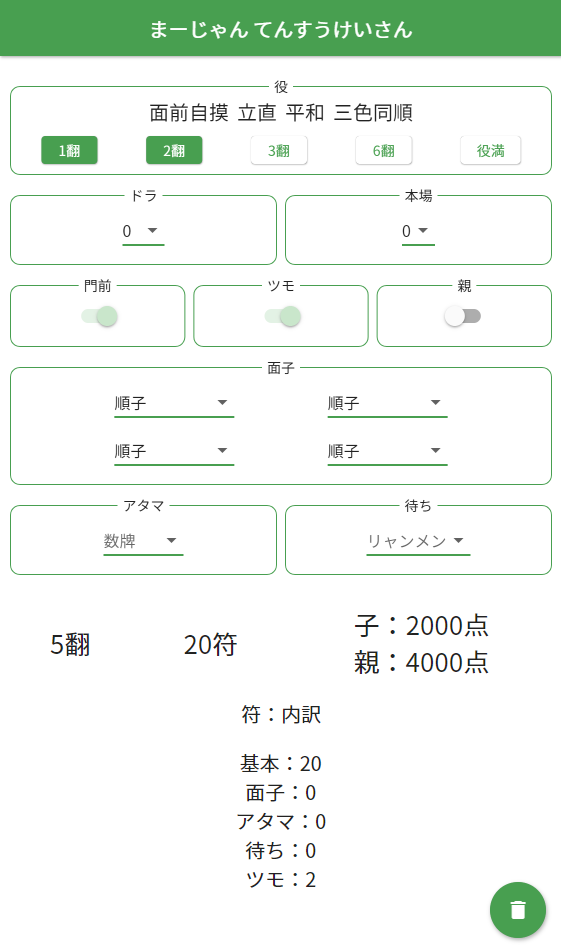 まーじゃん てんすうけいさん
役
面前自摸 立直 平和 三色同順
1翻 2翻 3翻 6翻 役満
ドラ 本場
0 0
門前 ツモ 親
面子
順子 順子
順子 順子
アタマ 待ち
数牌 リャンメン
5翻 20符 子：2000点
親：4000点
符：内訳
基本：20
面子：0
アタマ：0
待ち：0
ツモ：2